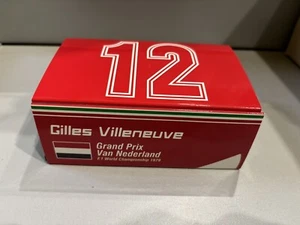 12
Gilles Villeneuve
Grand Prix
Van Nederland
F1 World Championship 1979